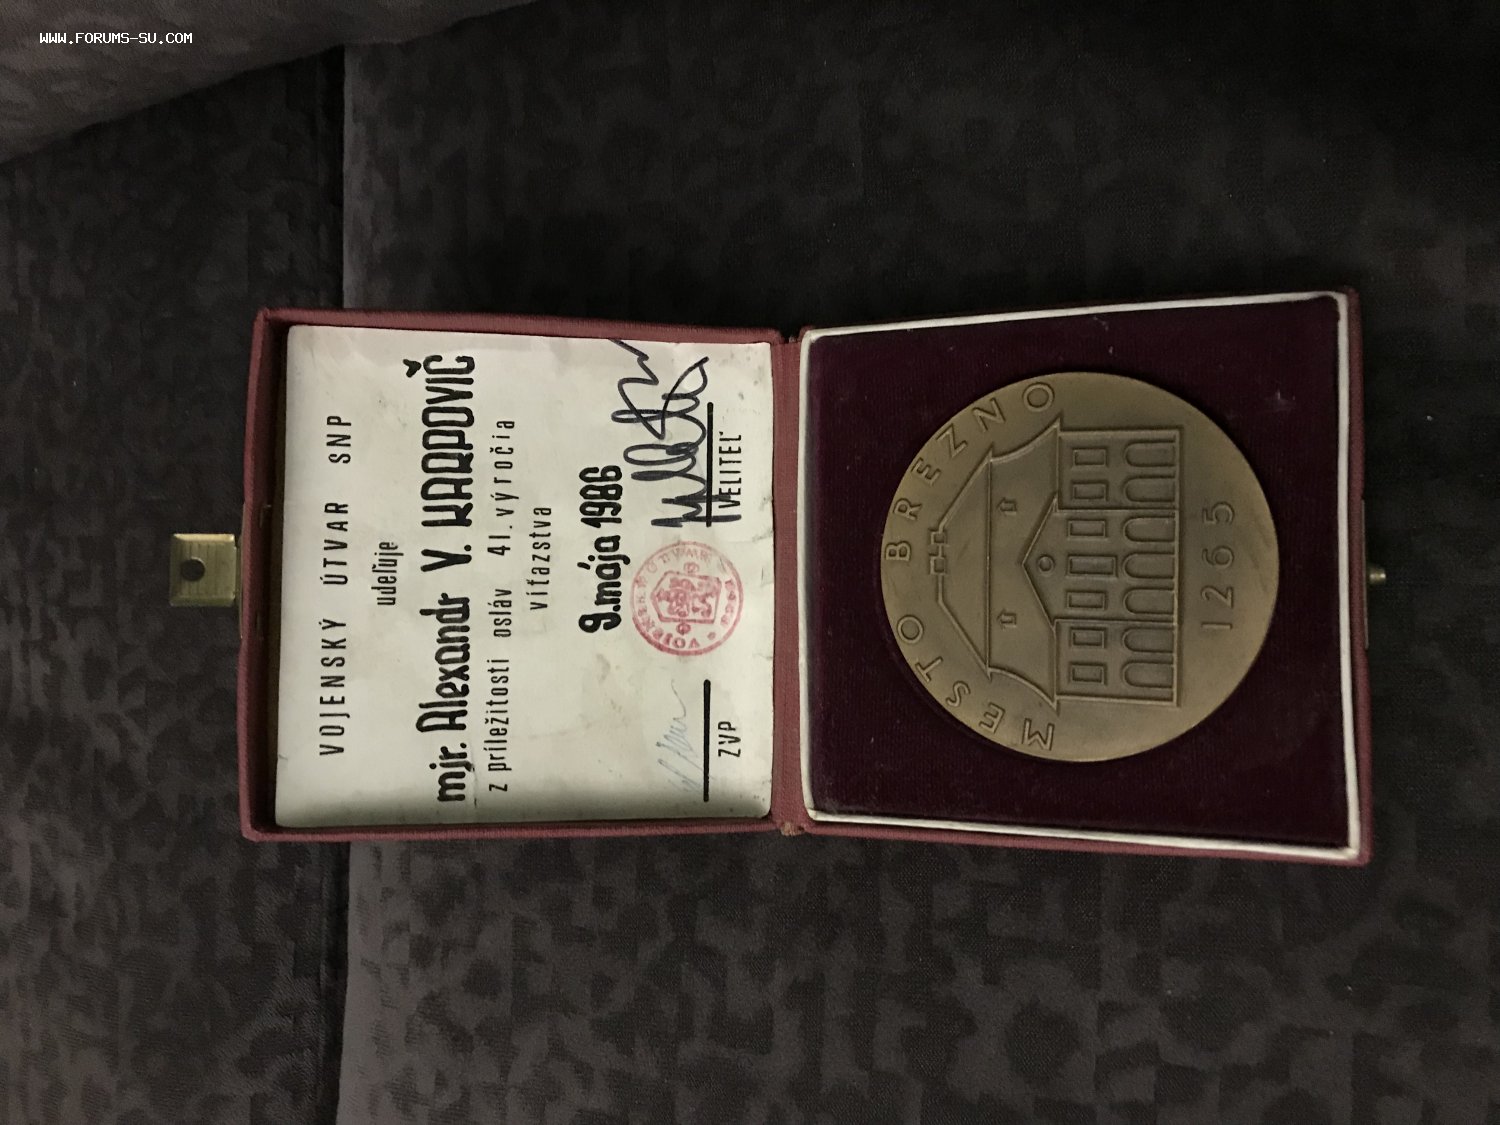 WWW.FORUMS-SU.COM
VOJENSKÝ ÚTVAR SNP
udeľuje
mjr. Alexandr V. KARPOVIČ
z príležitosti osláv 41. výročia
víťazstva
9. mája 1986
ZVP VELITEĽ
MESTO BREZNO
1265